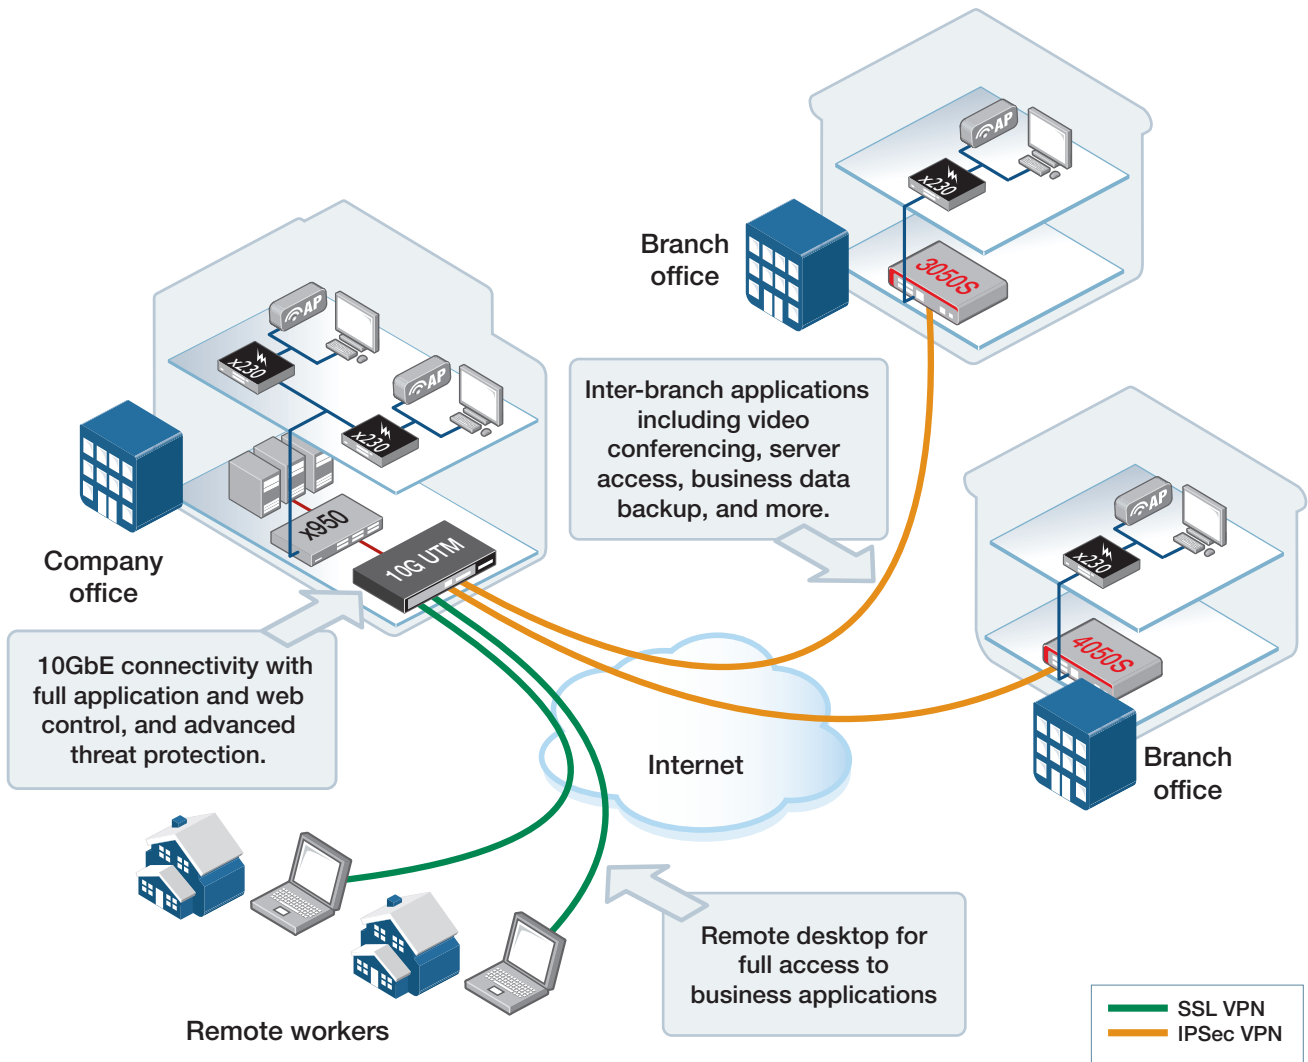 AP
x230
Branch
office
3050S
AP
x230
AP
x230
x950
10G UTM
Company
office
Inter-branch applications
including video
conferencing, server
access, business data
backup, and more.
AP
x230
4050S
Branch
office
10GbE connectivity with
full application and web
control, and advanced
threat protection.
Internet
Remote desktop for
full access to
business applications
Remote workers
SSL VPN
IPSec VPN